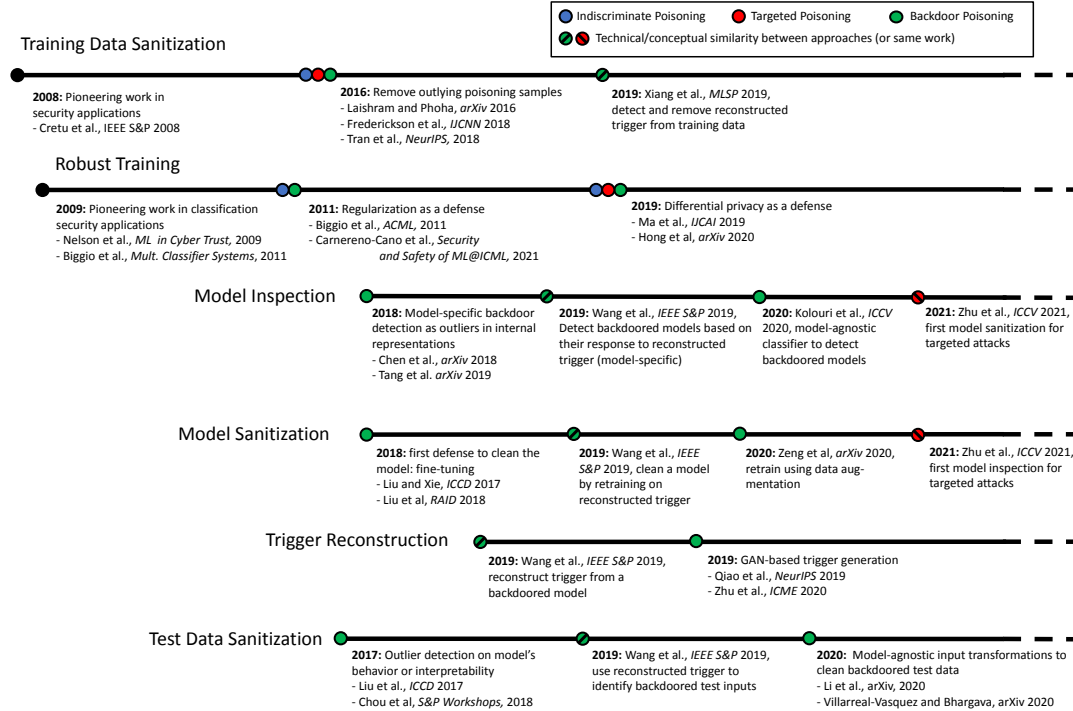 Indiscriminate Poisoning
Targeted Poisoning
Backdoor Poisoning
Technical/conceptual similarity between approaches (or same work)
Training Data Sanitization
2008: Pioneering work in
security applications
- Cretu et al., IEEE S&P 2008
2016: Remove outlying poisoning samples
- Laishram and Phoha, arXiv 2016
- Frederickson et al., IJCNN 2018
- Tran et al., NeurIPS, 2018
2019: Xiang et al., MLSP 2019,
detect and remove reconstructed
trigger from training data
Robust Training
2009: Pioneering work in classification
security applications
- Nelson et al., ML in Cyber Trust, 2009
- Biggio et al., Mult. Classifier Systems, 2011
2011: Regularization as a defense
- Biggio et al., ACML, 2011
- Carnereno-Cano et al., Security
and Safety of ML@ICML, 2021
2019: Differential privacy as a defense
- Ma et al., IJCAI 2019
- Hong et al, arXiv 2020
Model Inspection
2018: Model-specific backdoor
detection as outliers in internal
representations
- Chen et al., arXiv 2018
- Tang et al. arXiv 2019
2019: Wang et al., IEEE S&P 2019,
Detect backdoored models based on
their response to reconstructed
trigger (model-specific)
2020: Kolouri et al., ICCV
2020, model-agnostic
classifier to detect
backdoored models
2021: Zhu et al., ICCV 2021,
first model sanitization for
targeted attacks
Model Sanitization
2018: first defense to clean the
model: fine-tuning
- Liu and Xie, ICCD 2017
- Liu et al, RAID 2018
2019: Wang et al., IEEE
S&P 2019, clean a model
by retraining on
reconstructed trigger
2020: Zeng et al, arXiv 2020,
retrain using data aug-
mentation
2021: Zhu et al., ICCV 2021,
first model inspection for
targeted attacks
Trigger Reconstruction
2019: Wang et al., IEEE S&P 2019,
reconstruct trigger from a
backdoored model
2019: GAN-based trigger generation
- Qiao et al., NeurIPS 2019
- Zhu et al., ICME 2020
Test Data Sanitization
2017: Outlier detection on model's
behavior or interpretability
- Liu et al., ICCD 2017
- Chou et al, S&P Workshops, 2018
2019: Wang et al., IEEE S&P 2019,
use reconstructed trigger to
identify backdoored test inputs
2020: Model-agnostic input transformations to
clean backdoored test data
- Li et al., arXiv, 2020
- Villarreal-Vasquez and Bhargava, arXiv 2020